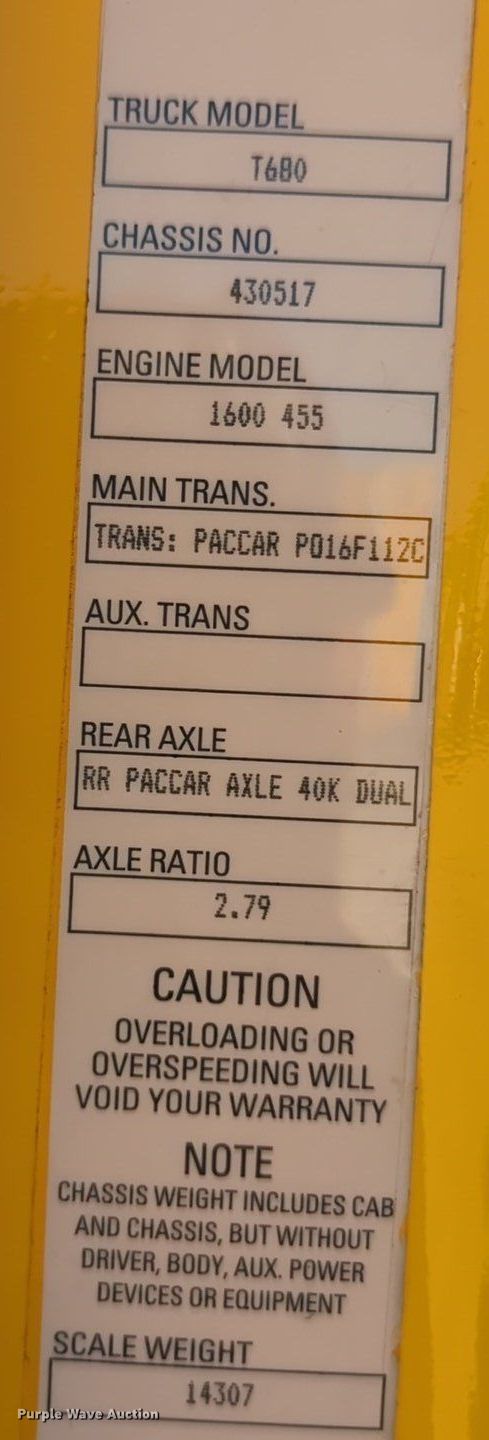 TRUCK MODEL
T680
CHASSIS NO.
430517
ENGINE MODEL
1600 455
MAIN TRANS.
TRANS: PACCAR PO16F112C
AUX. TRANS
REAR AXLE
RR PACCAR AXLE 40K DUAL
AXLE RATIO
2.79
CAUTION
OVERLOADING OR
OVERSPEEDING WILL
VOID YOUR WARRANTY
NOTE
CHASSIS WEIGHT INCLUDES CAB
AND CHASSIS, BUT WITHOUT
DRIVER, BODY, AUX. POWER
DEVICES OR EQUIPMENT
SCALE WEIGHT
14307
Purple Wave Auction